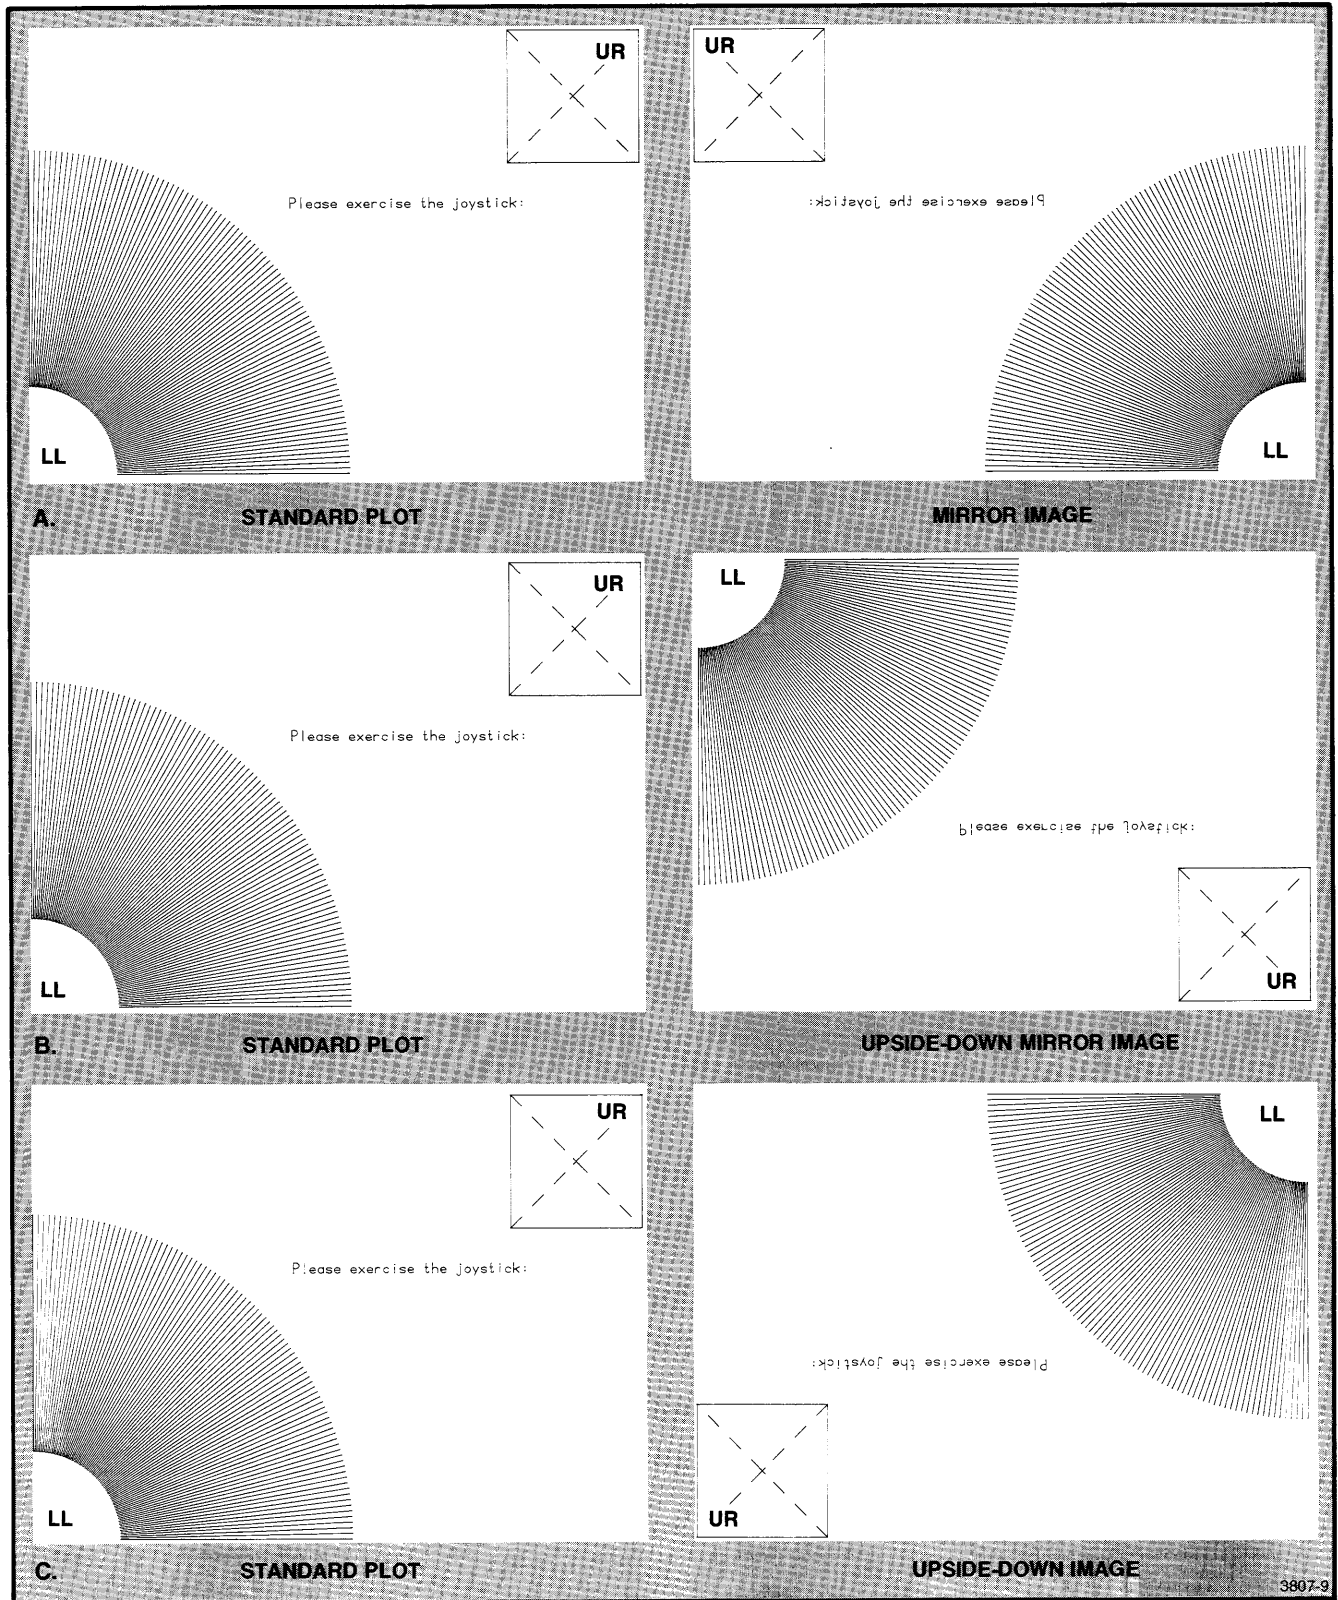 UR
Please exercise the joystick:
LL
UR
Please exercise the joystick:
LL
A. STANDARD PLOT
MIRROR IMAGE
UR
Please exercise the joystick:
LL
LL
Please exercise the joystick:
UR
B. STANDARD PLOT
UPSIDE-DOWN MIRROR IMAGE
UR
Please exercise the joystick:
LL
LL
Please exercise the joystick:
UR
C. STANDARD PLOT
UPSIDE-DOWN IMAGE
3807-9